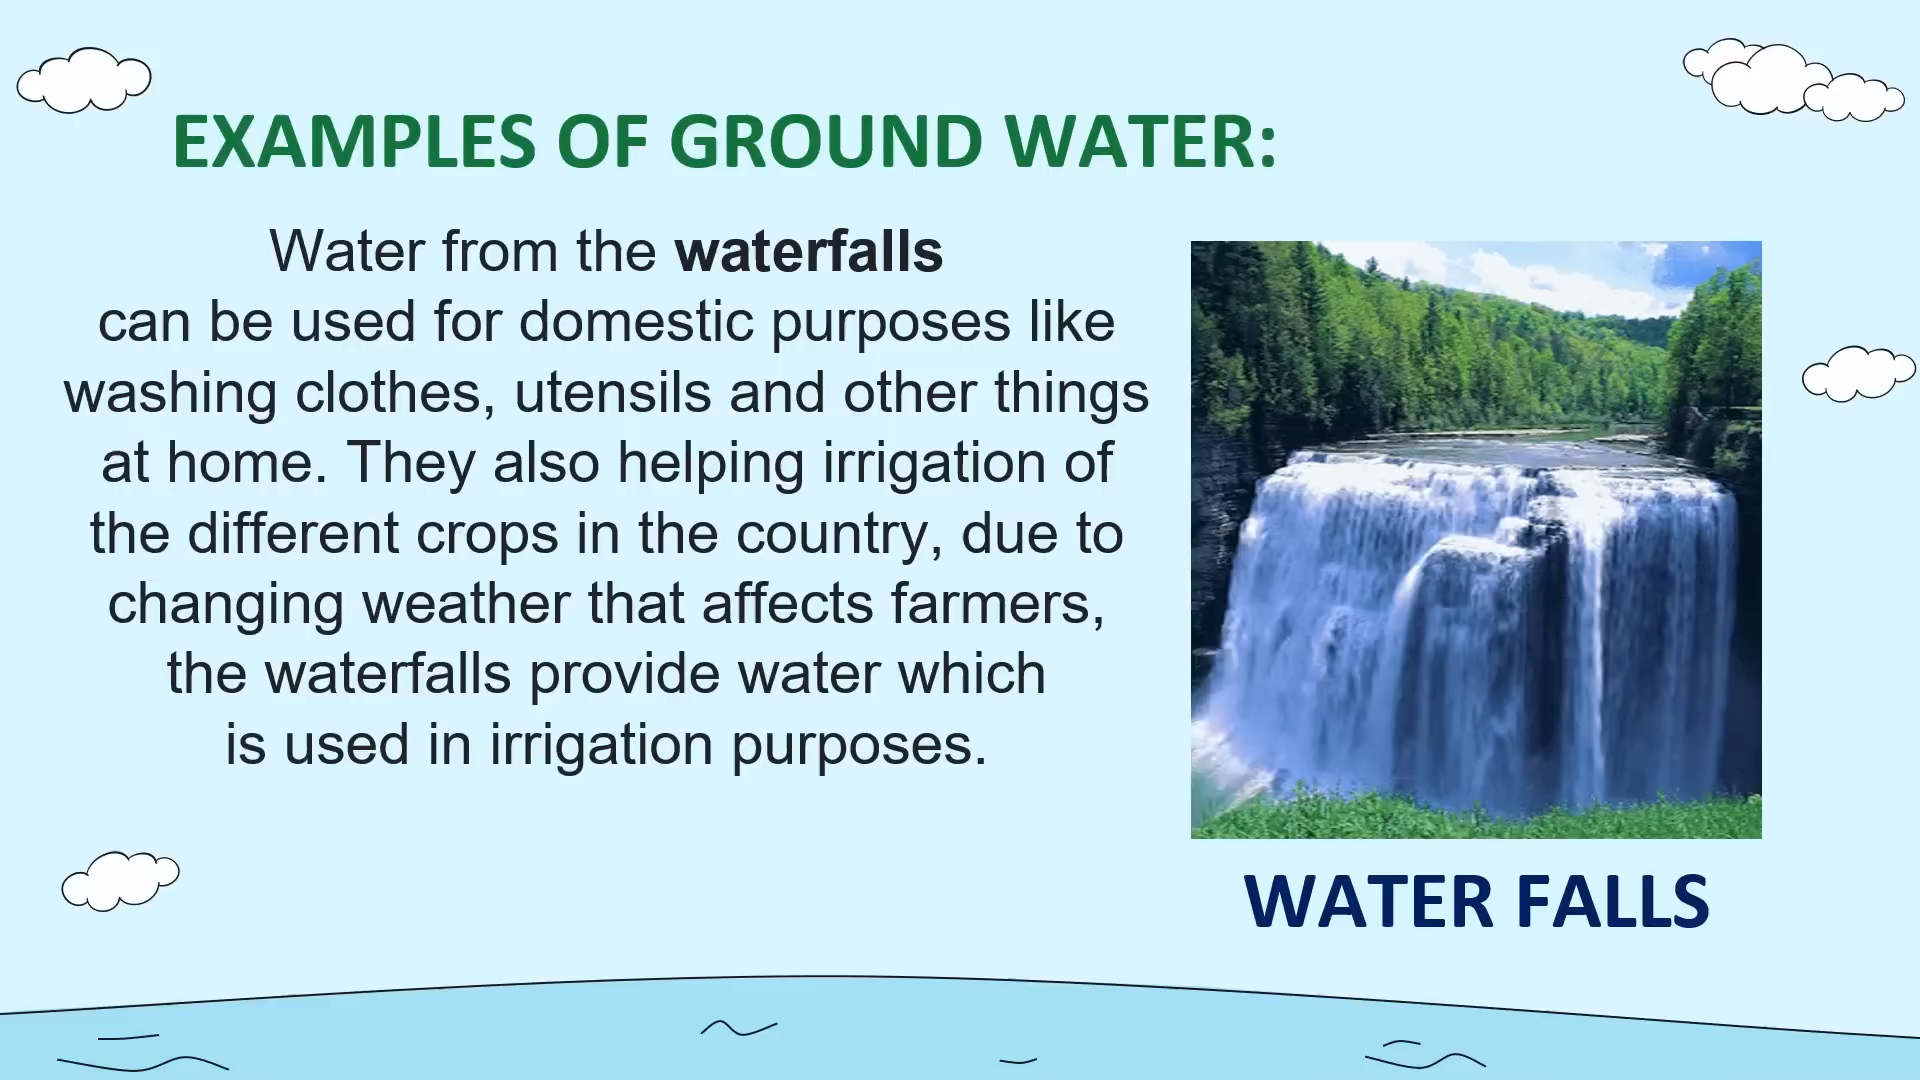 EXAMPLES OF GROUND WATER:
Water from the waterfalls
can be used for domestic purposes like
washing clothes, utensils and other things
at home. They also helping irrigation of
the different crops in the country, due to
changing weather that affects farmers,
the waterfalls provide water which
is used in irrigation purposes.
WATER FALLS